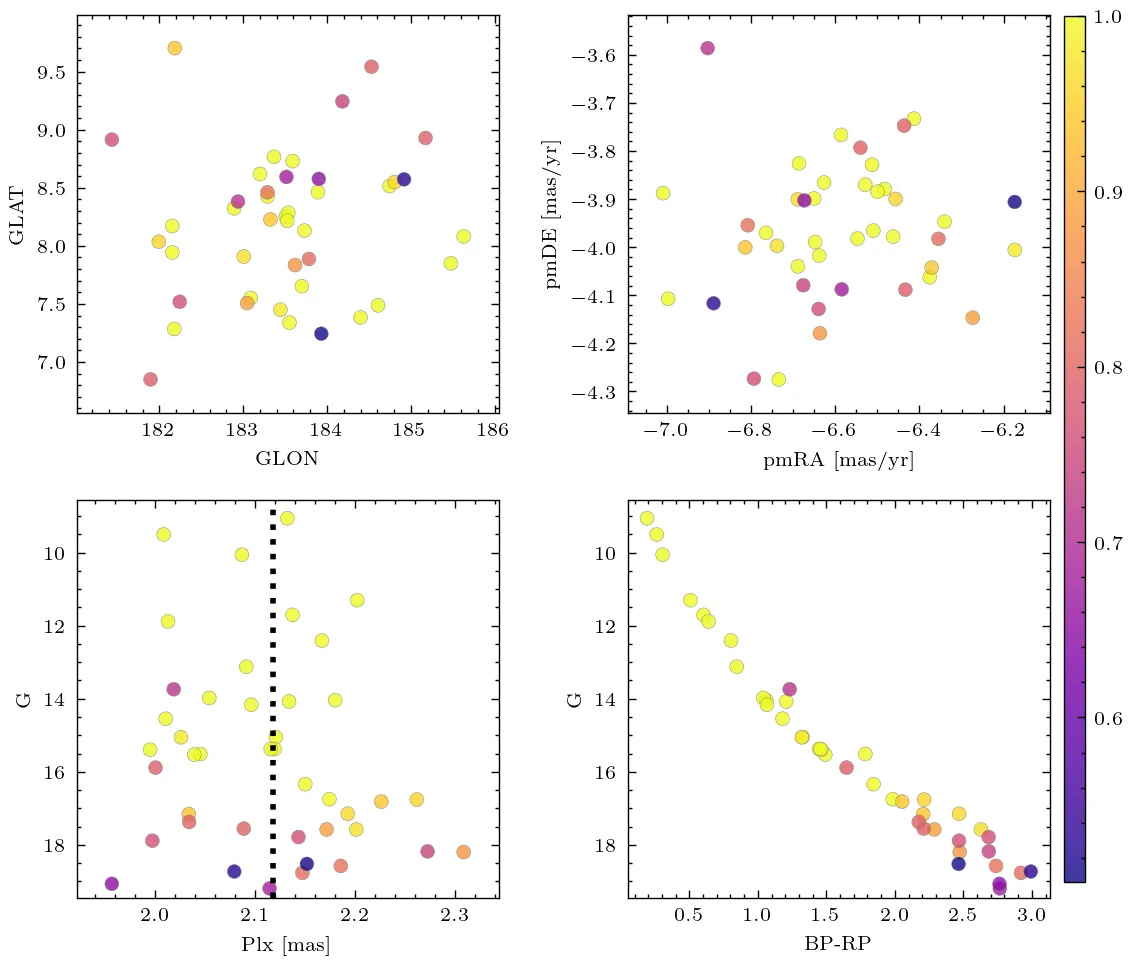 9.5
9.0
8.5
8.0
7.5
7.0
GLAT
182 183 184 185 186
GLON
−3.6
−3.7
−3.8
−3.9
−4.0
−4.1
−4.2
−4.3
pmDE [mas/yr]
−7.0 −6.8 −6.6 −6.4 −6.2
pmRA [mas/yr]
1.0
0.9
0.8
0.7
0.6
10
12
14
16
18
G
2.0 2.1 2.2 2.3
Plx [mas]
10
12
14
16
18
G
0.5 1.0 1.5 2.0 2.5 3.0
BP-RP